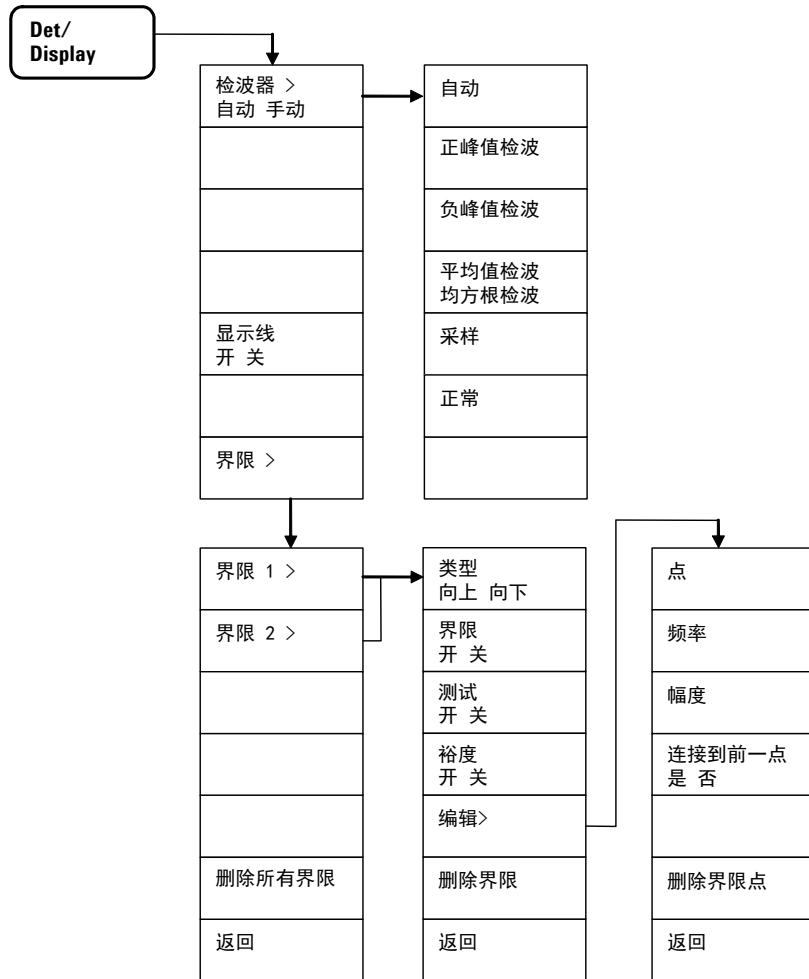 Det/
Display
检波器 >
自动 手动
显示线
开 关
界限 >
自动
正峰值检波
负峰值检波
平均值检波
均方根检波
采样
正常
界限 1 >
界限 2 >
删除所有界限
返回
类型
向上 向下
界限
开 关
测试
开 关
裕度
开 关
编辑>
删除界限
返回
点
频率
幅度
连接到前一点
是 否
删除界限点
返回